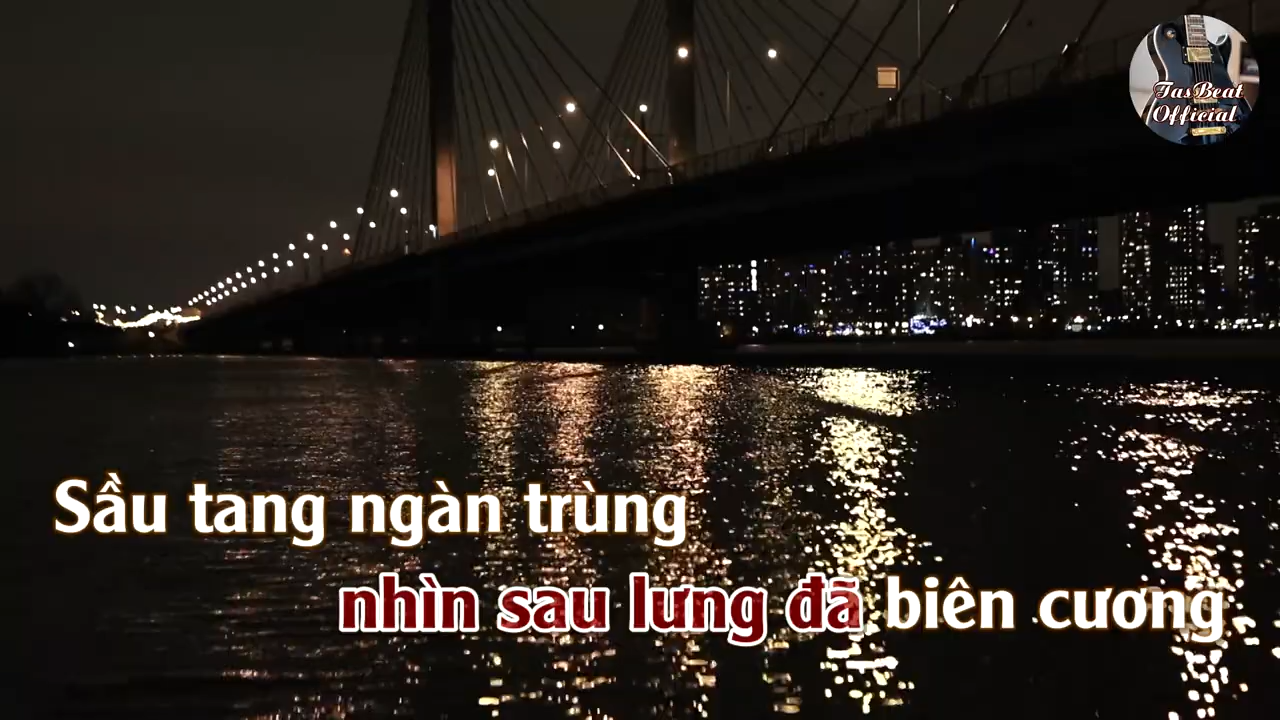 TasBeat
Official
Sầu tang ngàn trùng
nhìn sau lưng đã biên cương